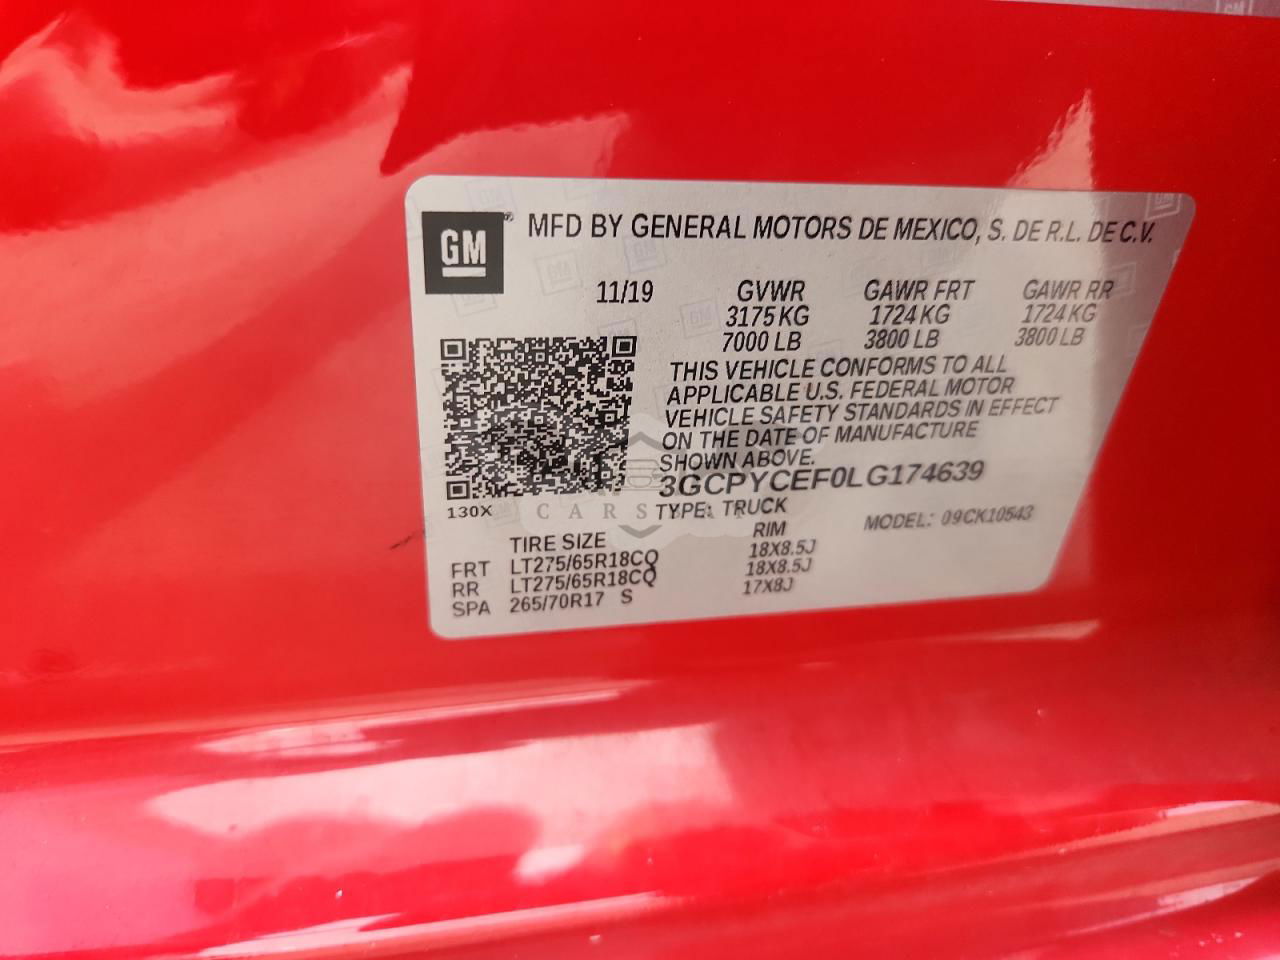 GM
MFD BY GENERAL MOTORS DE MEXICO, S. DE R.L. DE C.V.
11/19 GVWR GAWR FRT GAWR RR
3175 KG 1724 KG 1724 KG
7000 LB 3800 LB 3800 LB
THIS VEHICLE CONFORMS TO ALL
APPLICABLE U.S. FEDERAL MOTOR
VEHICLE SAFETY STANDARDS IN EFFECT
ON THE DATE OF MANUFACTURE
SHOWN ABOVE.
3GCPYCEF0LG174639
130X TYPE: TRUCK MODEL: 09CK10543
TIRE SIZE RIM
FRT LT275/65R18CQ 18X8.5J
RR LT275/65R18CQ 18X8.5J
SPA 265/70R17 S 17X8J